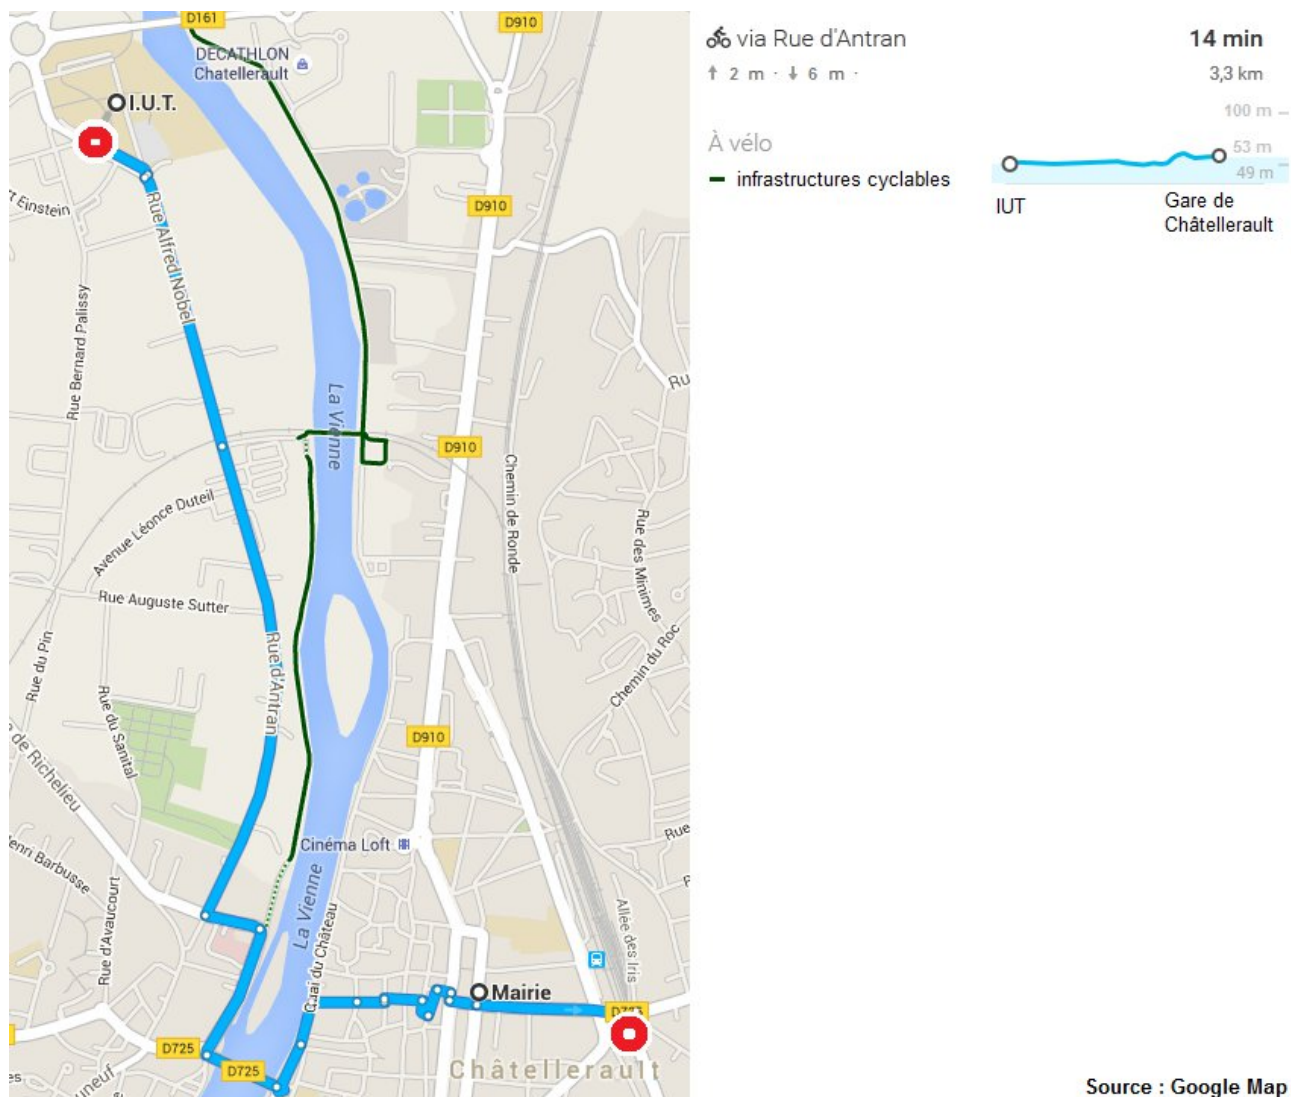 D161
D910
DECATHLON
Chatellerault
I.U.T.
Rue Alfred Nobel
rt Einstein
D910
Rue Bernard Palissy
La Vienne
Ru
D910
Chemin de Ronde
Avenue Léonce Duteil
Rue des Minimes
Rue Auguste Sutter
Rue d'Antran
Rue du Pin
Chemin du Roc
Rue du Sanital
D910
e de Richelieu
Rue
Cinéma Loft
enri Barbusse
La Vienne
Rue d'Avaucourt
Quai du Château
Allée des Iris
Mairie
D725
D725
Châtellerault
es
uneuf
via Rue d'Antran
14 min
2 m · 6 m ·
3,3 km
100 m
À vélo
53 m
infrastructures cyclables
49 m
IUT
Gare de
Châtellerault
Source : Google Map